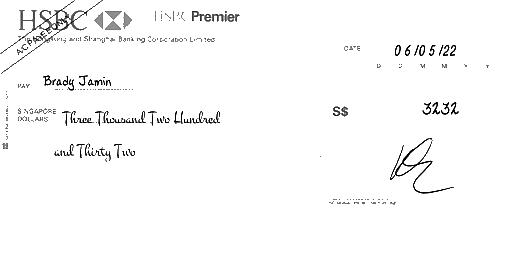 HSBC HSBC Premier
The Hongkong and Shanghai Banking Corporation Limited
A/C PAYEE ONLY
DATE 06/05/22
D D M M Y Y
PAY Brady Jamin
SINGAPORE DOLLARS Three Thousand Two Hundred
and Thirty Two
S$ 3232